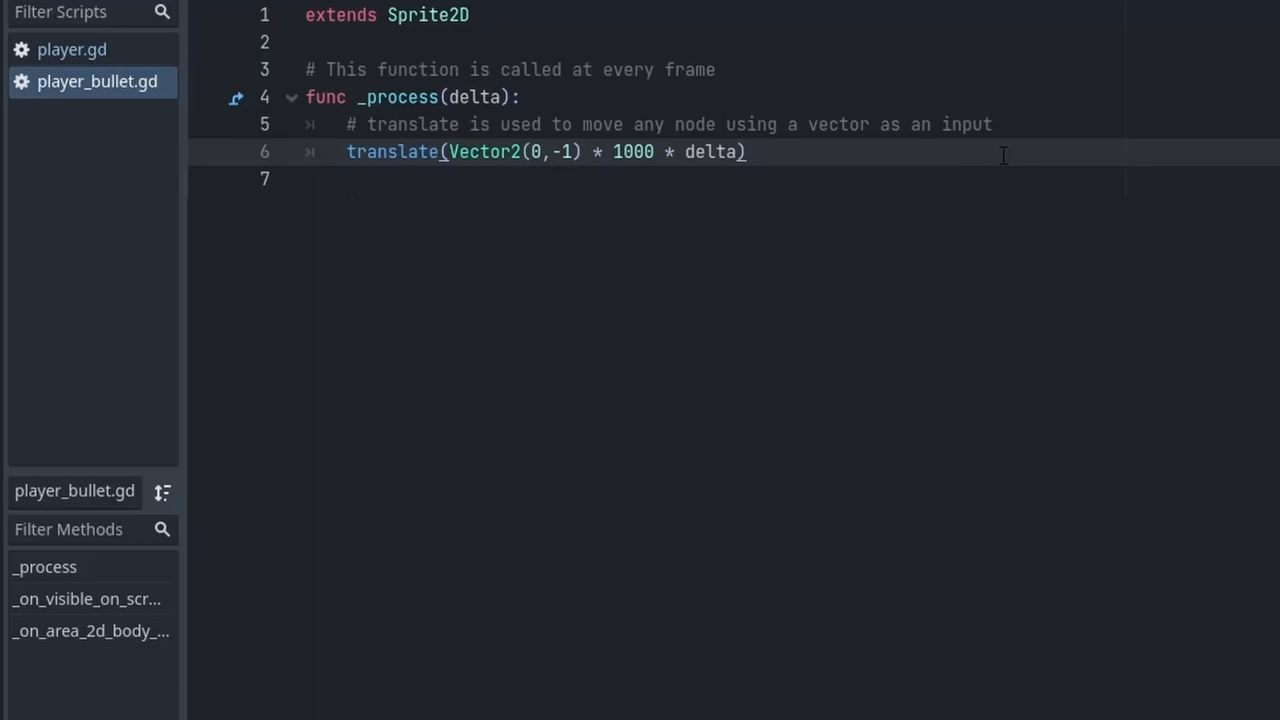 Filter Scripts
player.gd
player_bullet.gd
player_bullet.gd
Filter Methods
_process
_on_visible_on_scr...
_on_area_2d_body_...
1 extends Sprite2D
2
3 # This function is called at every frame
4 func _process(delta):
5 # translate is used to move any node using a vector as an input
6 translate(Vector2(0,-1) * 1000 * delta)
7